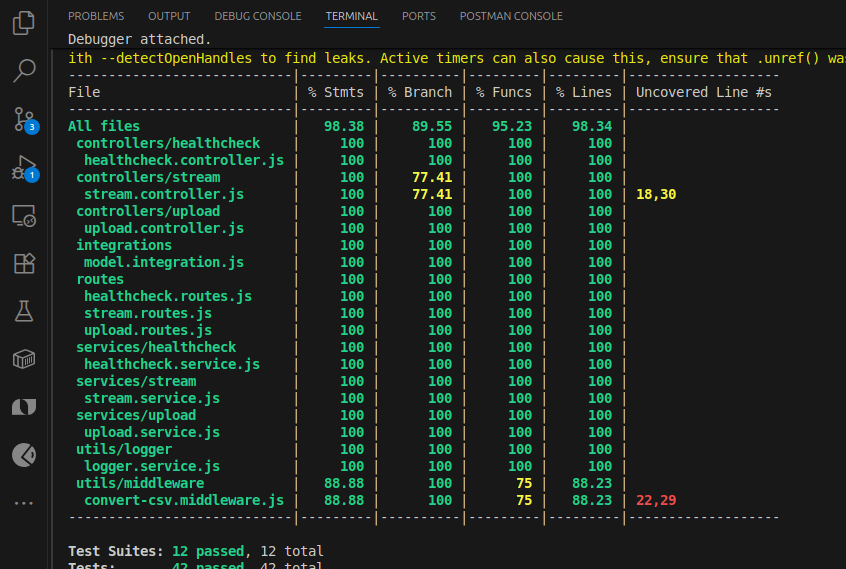 PROBLEMS OUTPUT DEBUG CONSOLE TERMINAL PORTS POSTMAN CONSOLE
Debugger attached.
ith --detectOpenHandles to find leaks. Active timers can also cause this, ensure that .unref() was
----------------------------|---------|----------|---------|---------|-------------------
File | % Stmts | % Branch | % Funcs | % Lines | Uncovered Line #s
----------------------------|---------|----------|---------|---------|-------------------
All files | 98.38 | 89.55 | 95.23 | 98.34 |
controllers/healthcheck | 100 | 100 | 100 | 100 |
healthcheck.controller.js | 100 | 100 | 100 | 100 |
controllers/stream | 100 | 77.41 | 100 | 100 |
stream.controller.js | 100 | 77.41 | 100 | 100 | 18,30
controllers/upload | 100 | 100 | 100 | 100 |
upload.controller.js | 100 | 100 | 100 | 100 |
integrations | 100 | 100 | 100 | 100 |
model.integration.js | 100 | 100 | 100 | 100 |
routes | 100 | 100 | 100 | 100 |
healthcheck.routes.js | 100 | 100 | 100 | 100 |
stream.routes.js | 100 | 100 | 100 | 100 |
upload.routes.js | 100 | 100 | 100 | 100 |
services/healthcheck | 100 | 100 | 100 | 100 |
healthcheck.service.js | 100 | 100 | 100 | 100 |
services/stream | 100 | 100 | 100 | 100 |
stream.service.js | 100 | 100 | 100 | 100 |
services/upload | 100 | 100 | 100 | 100 |
upload.service.js | 100 | 100 | 100 | 100 |
utils/logger | 100 | 100 | 100 | 100 |
logger.service.js | 100 | 100 | 100 | 100 |
utils/middleware | 88.88 | 100 | 75 | 88.23 |
convert-csv.middleware.js | 88.88 | 100 | 75 | 88.23 | 22,29
----------------------------|---------|----------|---------|---------|-------------------
Test Suites: 12 passed, 12 total
Tests: 42 passed, 42 total
3
1